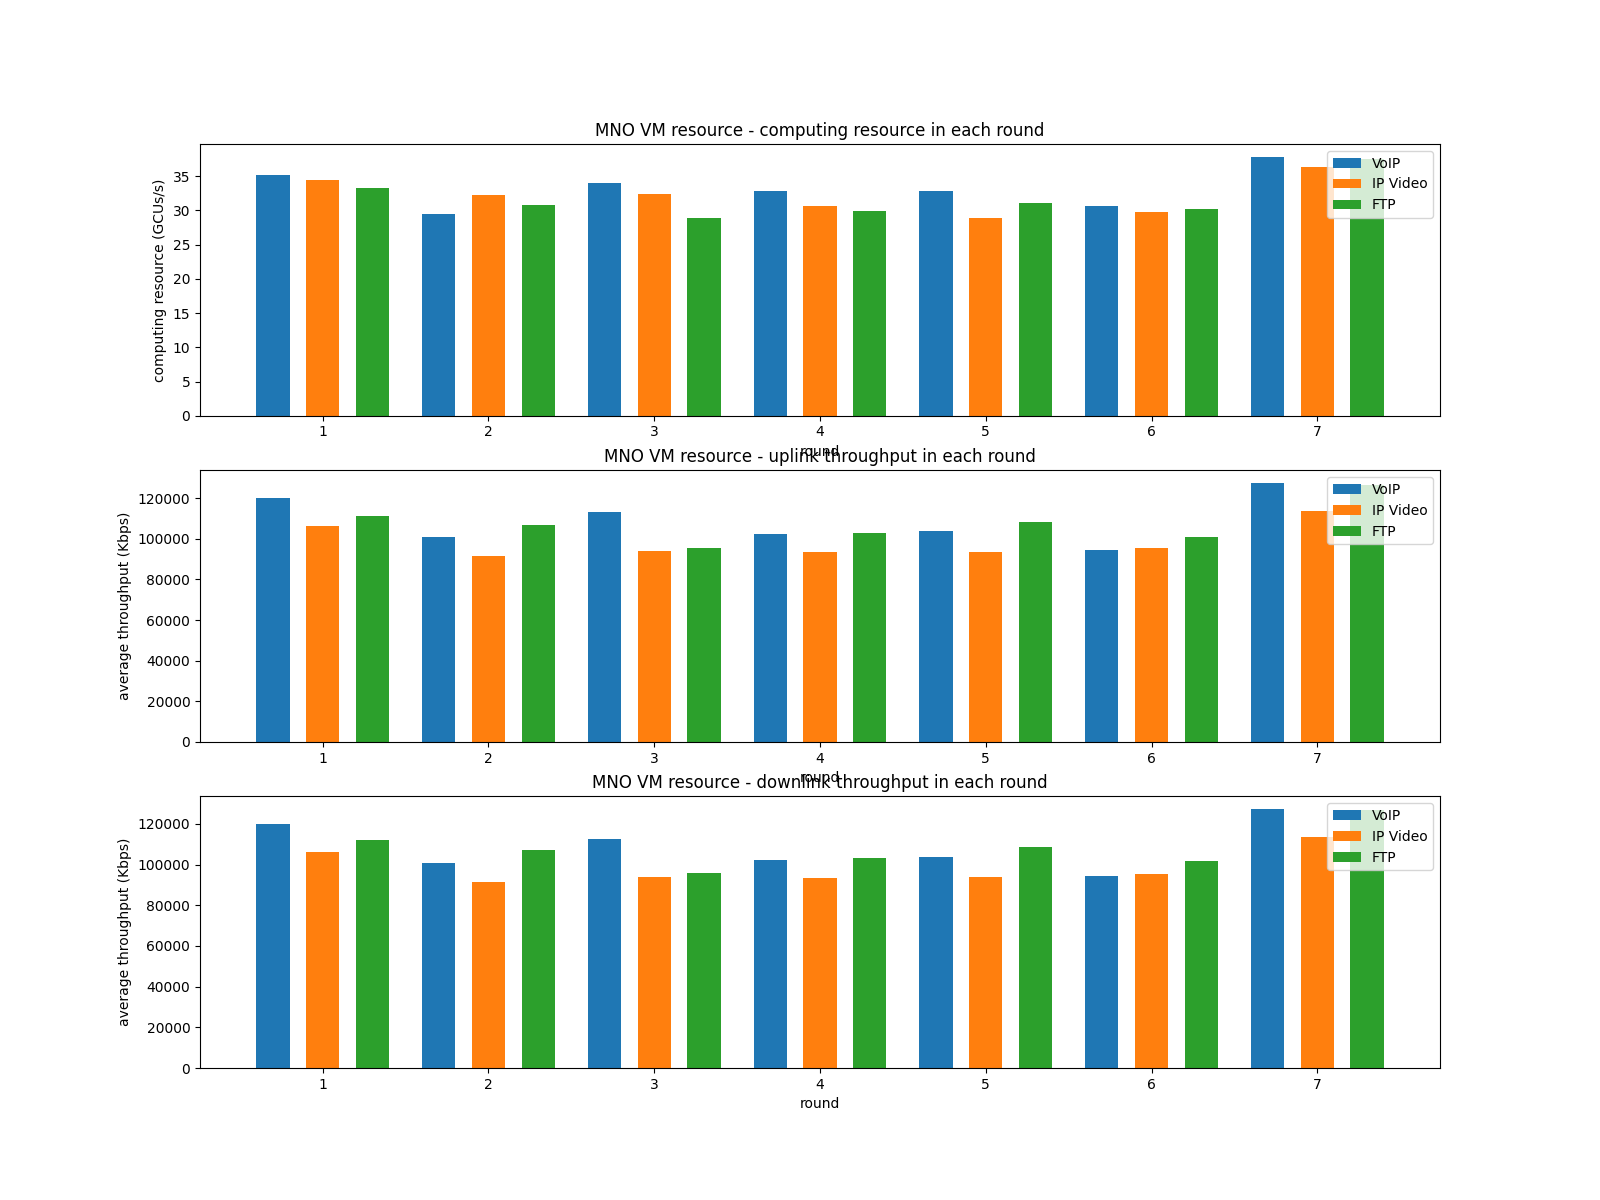 MNO VM resource - computing resource in each round
computing resource (GCUs/s)
35
30
25
20
15
10
5
0
VoIP
IP Video
FTP
1 2 3 4 5 6 7
round
MNO VM resource - uplink throughput in each round
average throughput (Kbps)
120000
100000
80000
60000
40000
20000
0
VoIP
IP Video
FTP
1 2 3 4 5 6 7
round
MNO VM resource - downlink throughput in each round
average throughput (Kbps)
120000
100000
80000
60000
40000
20000
0
VoIP
IP Video
FTP
1 2 3 4 5 6 7
round